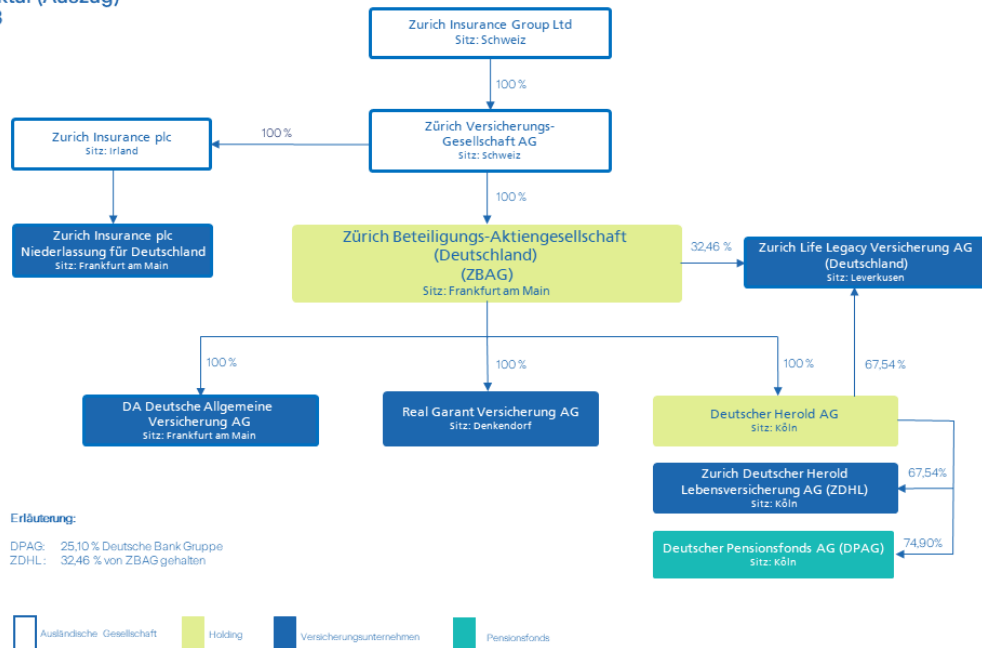 (Auszug)
Zurich Insurance Group Ltd
Sitz: Schweiz
100 %
Zurich Insurance plc
Sitz: Irland
100 %
Zürich Versicherungs-
Gesellschaft AG
Sitz: Schweiz
100 %
Zurich Insurance plc
Niederlassung für Deutschland
Sitz: Frankfurt am Main
Zürich Beteiligungs-Aktiengesellschaft
(Deutschland)
(ZBAG)
Sitz: Frankfurt am Main
32,46 %
Zurich Life Legacy Versicherung AG
(Deutschland)
Sitz: Leverkusen
100 %
100 %
100 %
67,54 %
DA Deutsche Allgemeine
Versicherung AG
Sitz: Frankfurt am Main
Real Garant Versicherung AG
Sitz: Denkendorf
Deutscher Herold AG
Sitz: Köln
Zurich Deutscher Herold
Lebensversicherung AG (ZDHL)
Sitz: Köln
67,54%
Deutscher Pensionsfonds AG (DPAG)
Sitz: Köln
74,90%
Erläuterung:
DPAG: 25,10 % Deutsche Bank Gruppe
ZDHL: 32,46 % von ZBAG gehalten
Ausländische Gesellschaft
Holding
Versicherungsunternehmen
Pensionsfonds